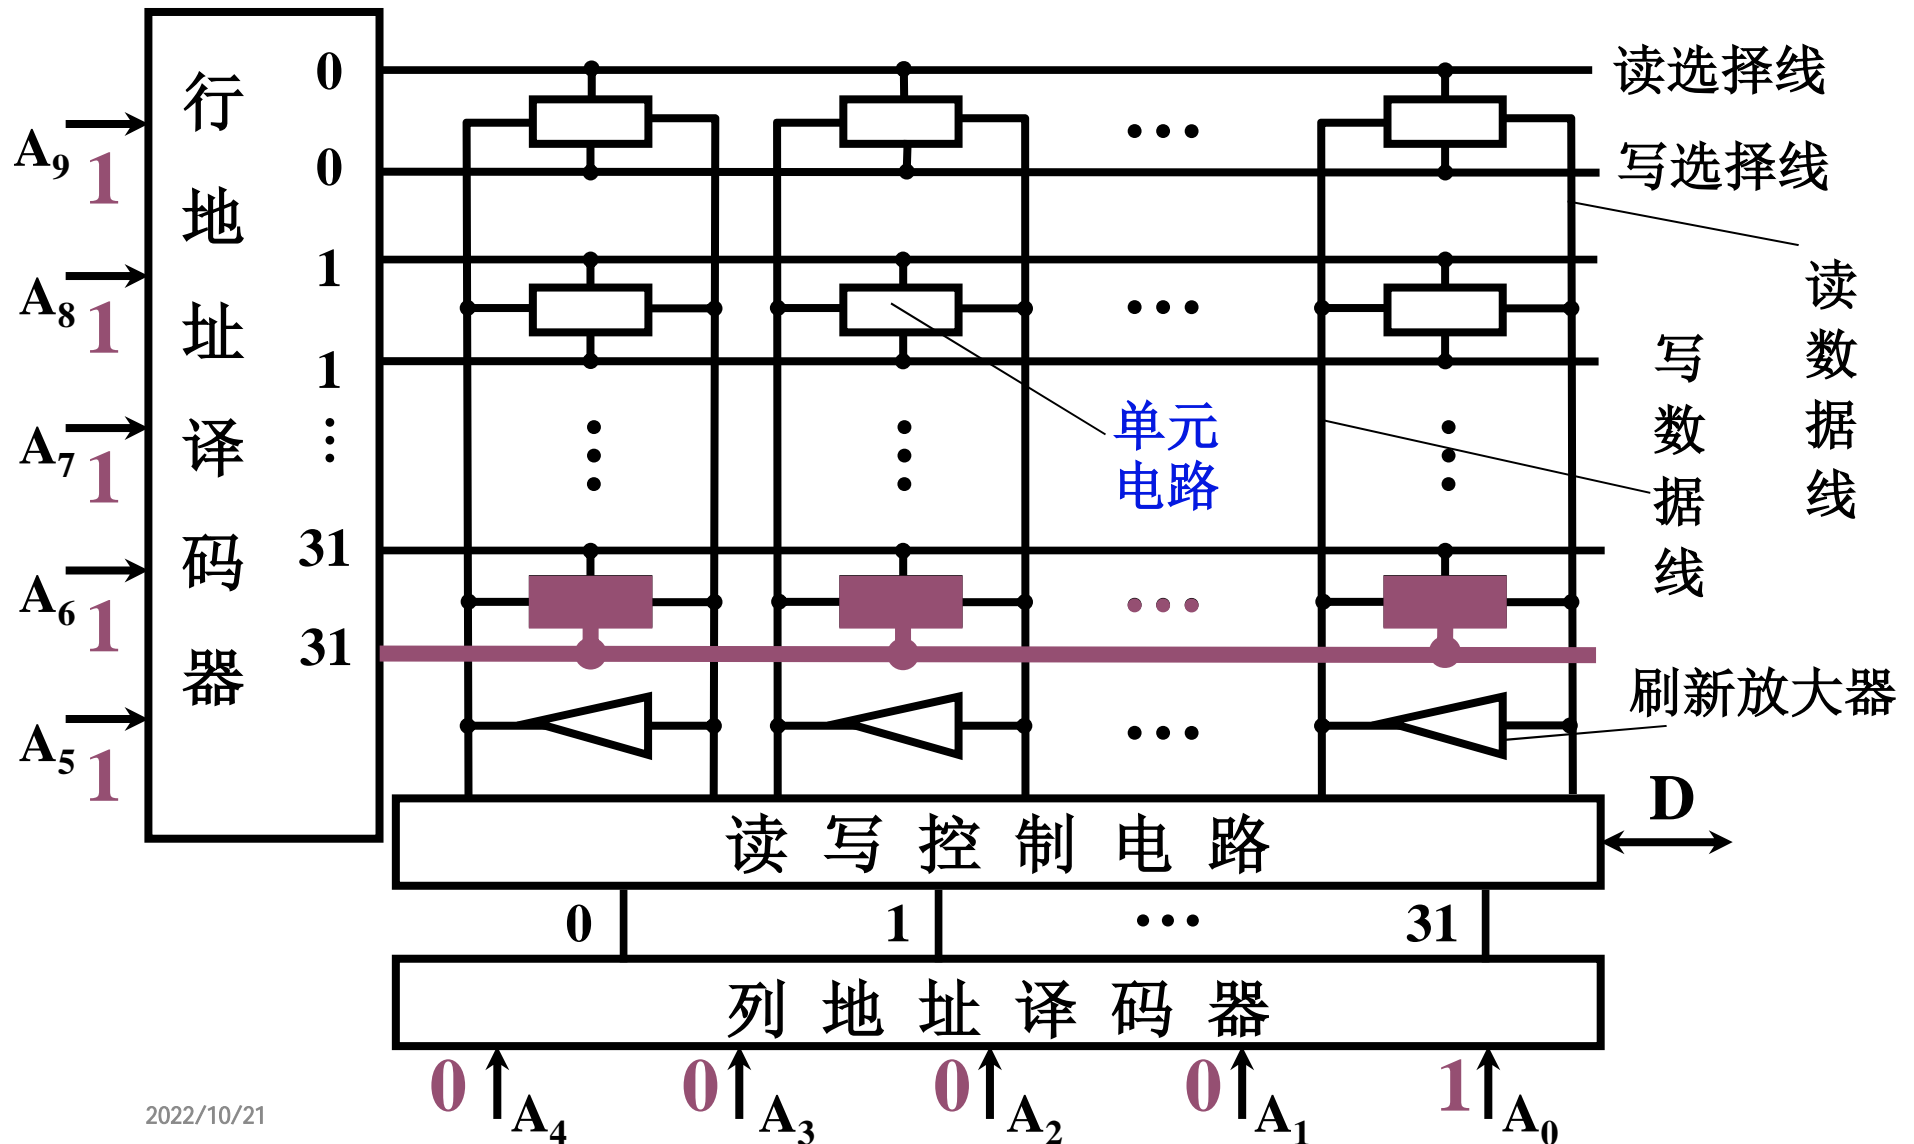 行地址译码器
0
0
1
1
⋮
31
31
A9 1
A8 1
A7 1
A6 1
A5 1
读选择线
写选择线
读数据线
写数据线
…
…
单元
电路
…
刷新放大器
…
D
读写控制电路
0 1 … 31
列地址译码器
0 A4 0 A3 0 A2 0 A1 1 A0
2022/10/21